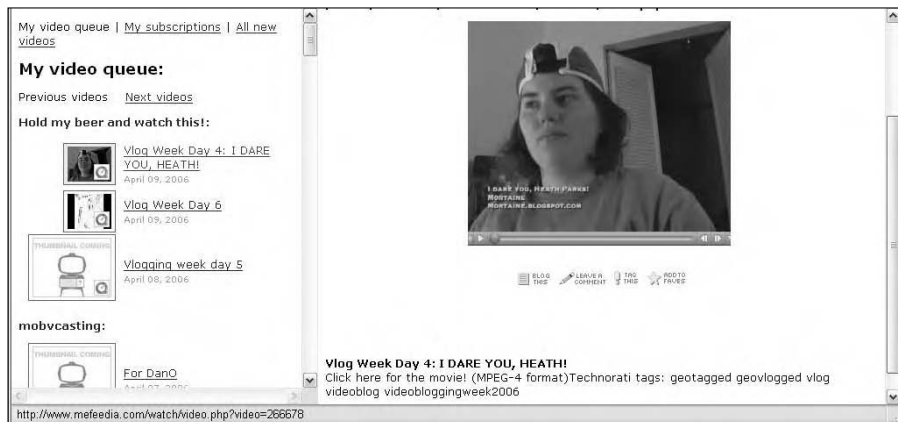 My video queue | My subscriptions | All new
videos
My video queue:
Previous videos Next videos
Hold my beer and watch this!:
Vlog Week Day 4: I DARE
YOU, HEATH!
April 09, 2006
Vlog Week Day 6
April 09, 2006
THUMBNAIL COMING
Vlogging week day 5
April 08, 2006
mobvcasting:
THUMBNAIL COMING
For DanO
April 07, 2006
I DARE YOU, HEATH PARKS!
MORTAINE
MORTAINE.BLOGSPOT.COM
BLOG THIS
LEAVE A COMMENT
TAG THIS
ADD TO FAVES
Vlog Week Day 4: I DARE YOU, HEATH!
Click here for the movie! (MPEG-4 format)Technorati tags: geotagged geovlogged vlog
videoblog videobloggingweek2006
http://www.mefeedia.com/watch/video.php?video=266678